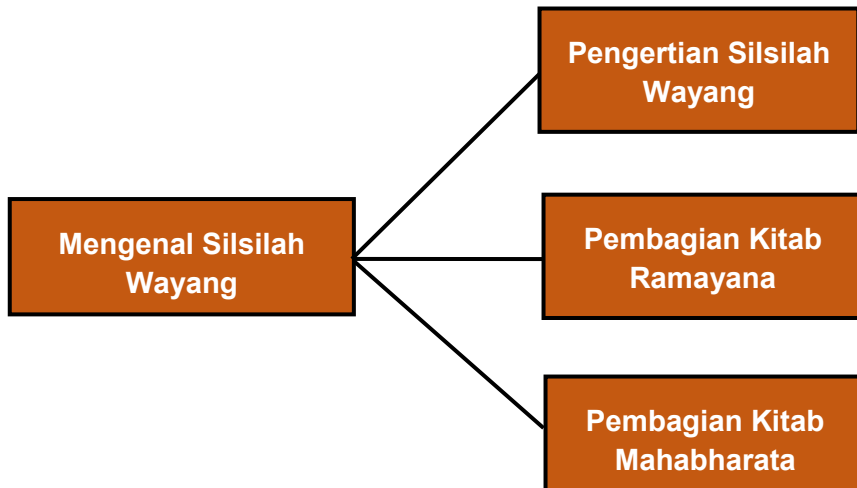 Pengertian Silsilah
Wayang
Mengenal Silsilah
Wayang
Pembagian Kitab
Ramayana
Pembagian Kitab
Mahabharata